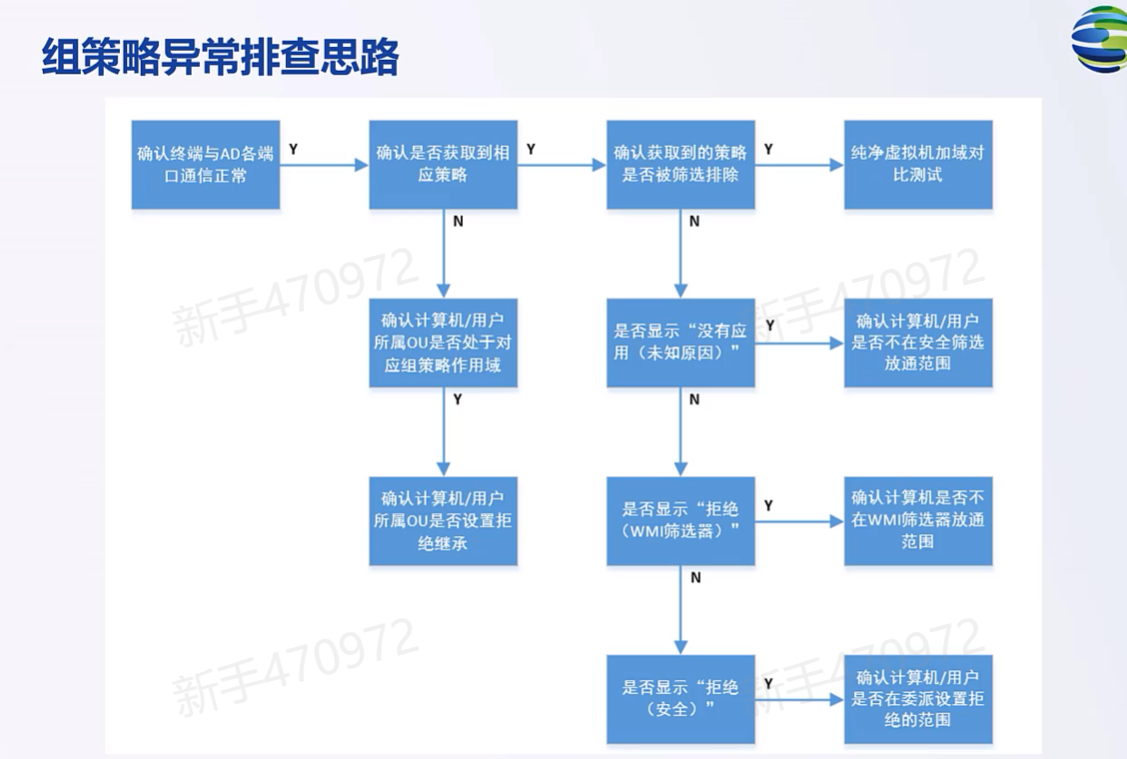 组策略异常排查思路
确认终端与AD各端
口通信正常
Y
确认是否获取到相
应策略
Y
确认获取到的策略
是否被筛选排除
Y
纯净虚拟机加域对
比测试
N
N
新手470972
新手470972
确认计算机/用户
所属OU是否处于对
应组策略作用域
是否显示“没有应
用（未知原因）”
Y
确认计算机/用户
是否不在安全筛选
放通范围
Y
N
确认计算机/用户
所属OU是否设置拒
绝继承
是否显示“拒绝
（WMI筛选器）”
Y
确认计算机是否不
在WMI筛选器放通
范围
N
新手470972
新手470972
是否显示“拒绝
（安全）”
Y
确认计算机/用户
是否在委派设置拒
绝的范围